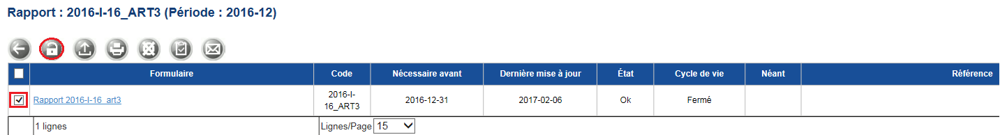 Rapport : 2016-I-16_ART3 (Période : 2016-12)
Formulaire Code Nécessaire avant Dernière mise à jour État Cycle de vie Néant Référence
Rapport 2016-I-16_art3 2016-I-16_ART3 2016-12-31 2017-02-06 Ok Fermé
1 lignes Lignes/Page 15